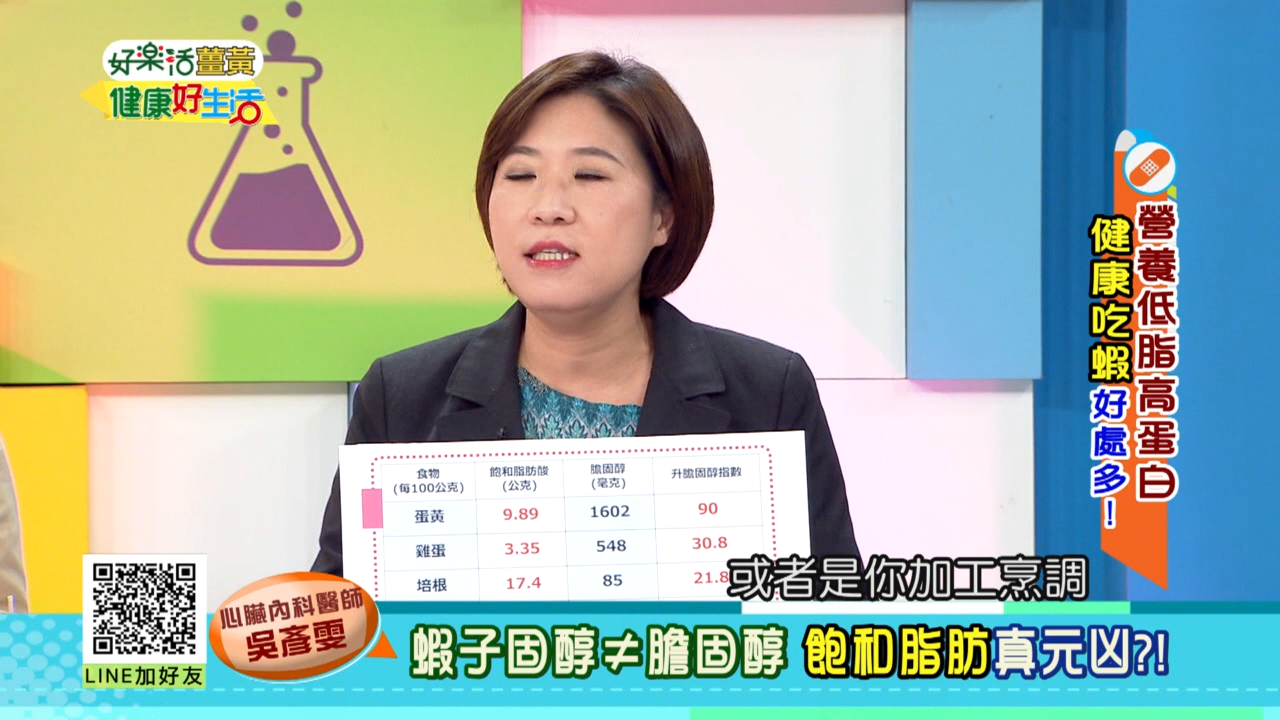 好楽活薑黃
健康好生活
營養低脂高蛋白
健康吃蝦好處多！
食物 飽和脂肪酸 膽固醇 升膽固醇指數
(每100公克) (公克) (毫克)
蛋黃 9.89 1602 90
雞蛋 3.35 548 30.8
培根 17.4 85 21.8
或者是你加工烹調
心臟內科醫師
吳彥雯
蝦子固醇≠膽固醇 飽和脂肪真元凶?!
LINE加好友